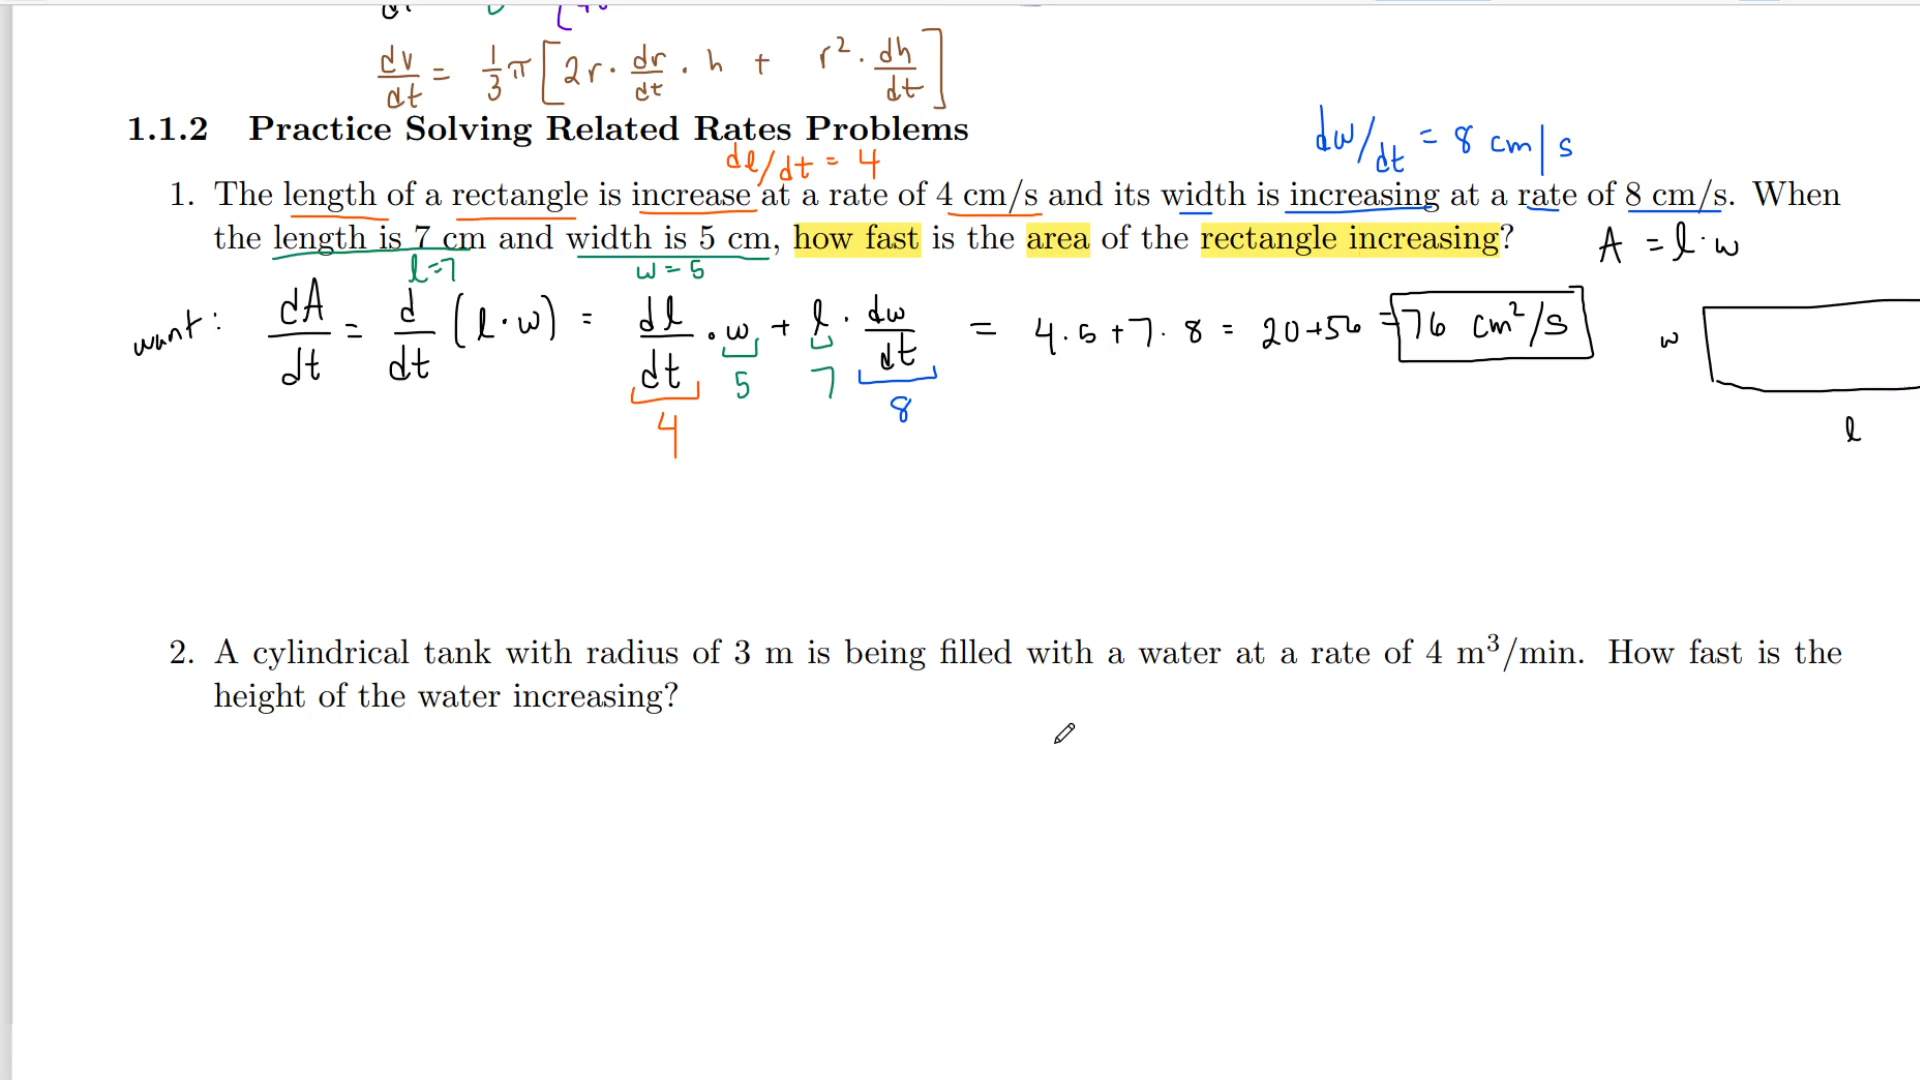 dv/dt = 1/3 π [2r · dr/dt · h + r² · dh/dt]
1.1.2 Practice Solving Related Rates Problems
dl/dt = 4
dw/dt = 8 cm/s
1. The length of a rectangle is increase at a rate of 4 cm/s and its width is increasing at a rate of 8 cm/s. When
the length is 7 cm and width is 5 cm, how fast is the area of the rectangle increasing?
A = l·w
l=7
w = 5
want: dA/dt = d/dt (l·w) = dl/dt · w + l · dw/dt = 4·5+7·8 = 20+56 = 76 cm²/s
w
5 7
4 8
l
2. A cylindrical tank with radius of 3 m is being filled with a water at a rate of 4 m³/min. How fast is the
height of the water increasing?